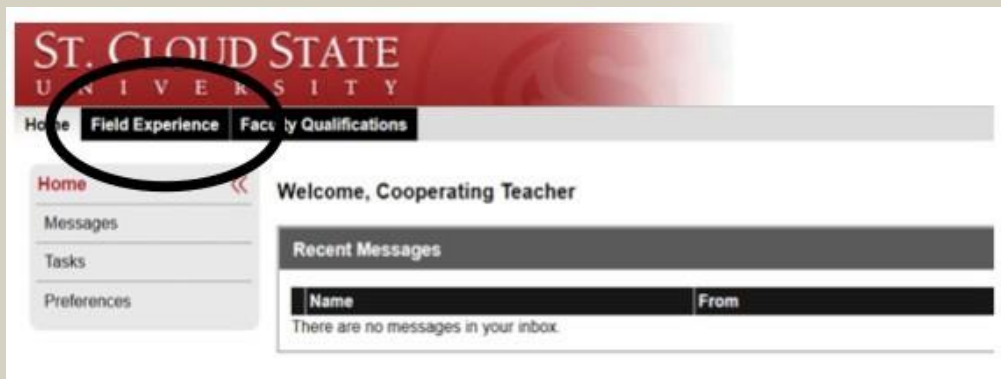 ST. CLOUD STATE
UNIVERSITY
Home Field Experience Faculty Qualifications
Home
Messages
Tasks
Preferences
Welcome, Cooperating Teacher
Recent Messages
Name From
There are no messages in your inbox.